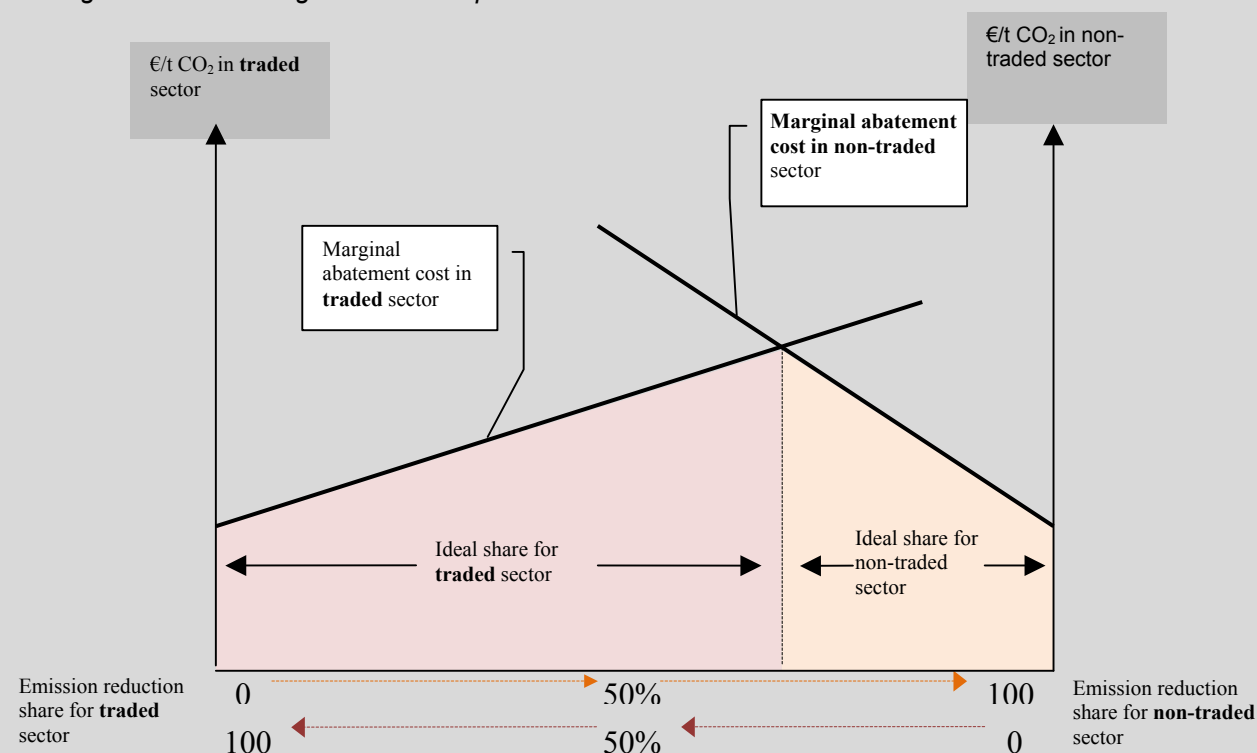 €/t CO₂ in traded
sector
€/t CO₂ in non-
traded sector
Marginal abatement
cost in non-traded
sector
Marginal
abatement cost in
traded sector
Ideal share for
traded sector
Ideal share for
non-traded
sector
Emission reduction
share for traded
sector
0 50% 100
100 50% 0
Emission reduction
share for non-traded
sector